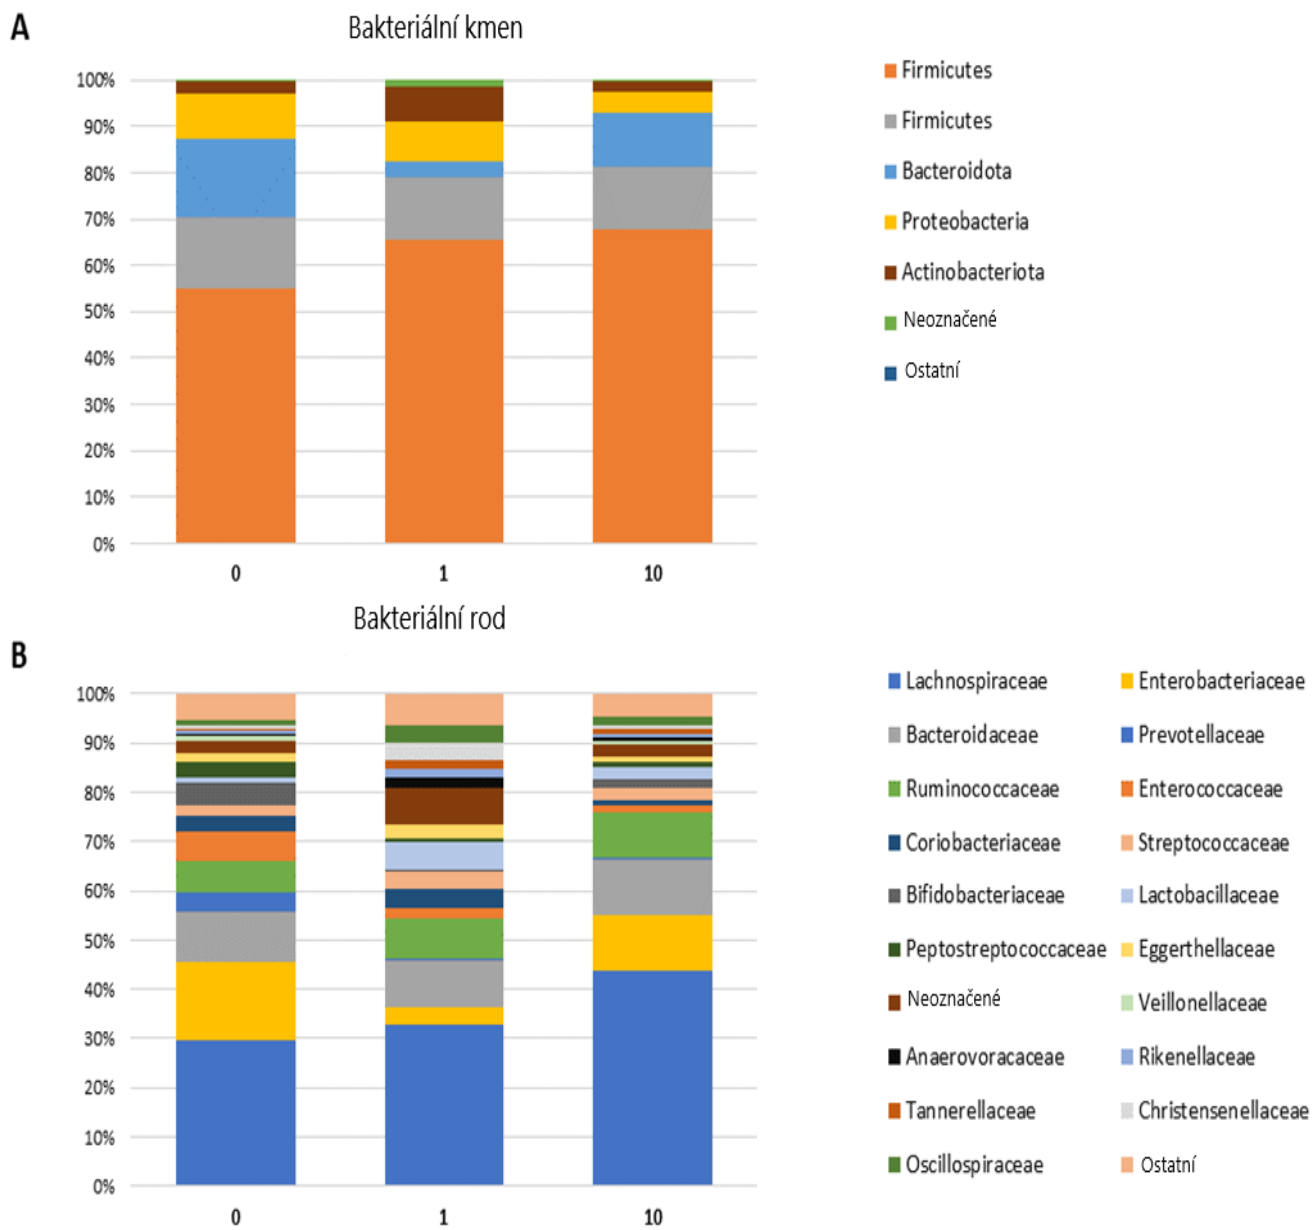 A
Bakteriální kmen
100%
90%
80%
70%
60%
50%
40%
30%
20%
10%
0%
0 1 10
Firmicutes
Firmicutes
Bacteroidota
Proteobacteria
Actinobacteriota
Neoznačené
Ostatní
Bakteriální rod
B
100%
90%
80%
70%
60%
50%
40%
30%
20%
10%
0%
0 1 10
Lachnospiraceae Enterobacteriaceae
Bacteroidaceae Prevotellaceae
Ruminococcaceae Enterococcaceae
Coriobacteriaceae Streptococcaceae
Bifidobacteriaceae Lactobacillaceae
Peptostreptococcaceae Eggerthellaceae
Neoznačené Veillonellaceae
Anaerovoracaceae Rikenellaceae
Tannerellaceae Christensenellaceae
Oscillospiraceae Ostatní